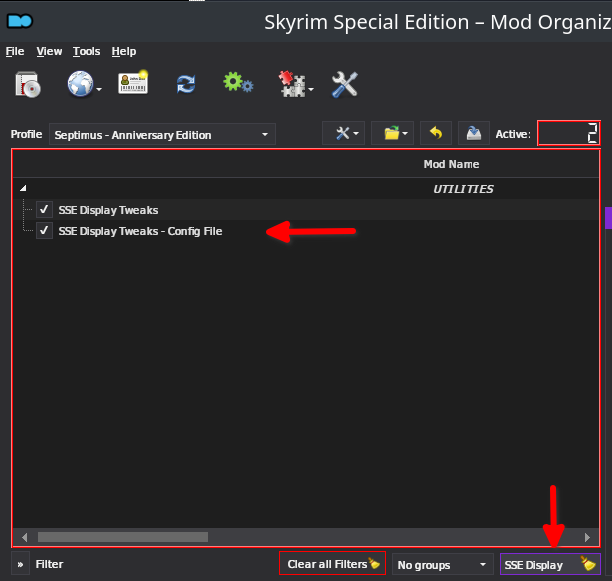 Skyrim Special Edition – Mod Organiz
File View Tools Help
Profile Septimus - Anniversary Edition Active: 2
Mod Name
UTILITIES
SSE Display Tweaks
SSE Display Tweaks - Config File
» Filter Clear all Filters No groups SSE Display